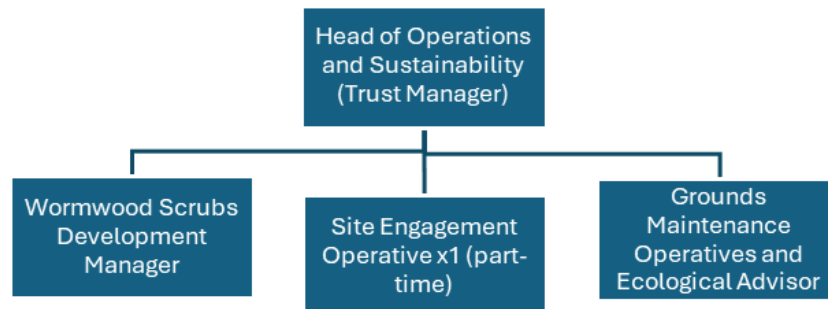 Head of Operations
and Sustainability
(Trust Manager)
Wormwood Scrubs
Development
Manager
Site Engagement
Operative x1 (part-
time)
Grounds
Maintenance
Operatives and
Ecological Advisor